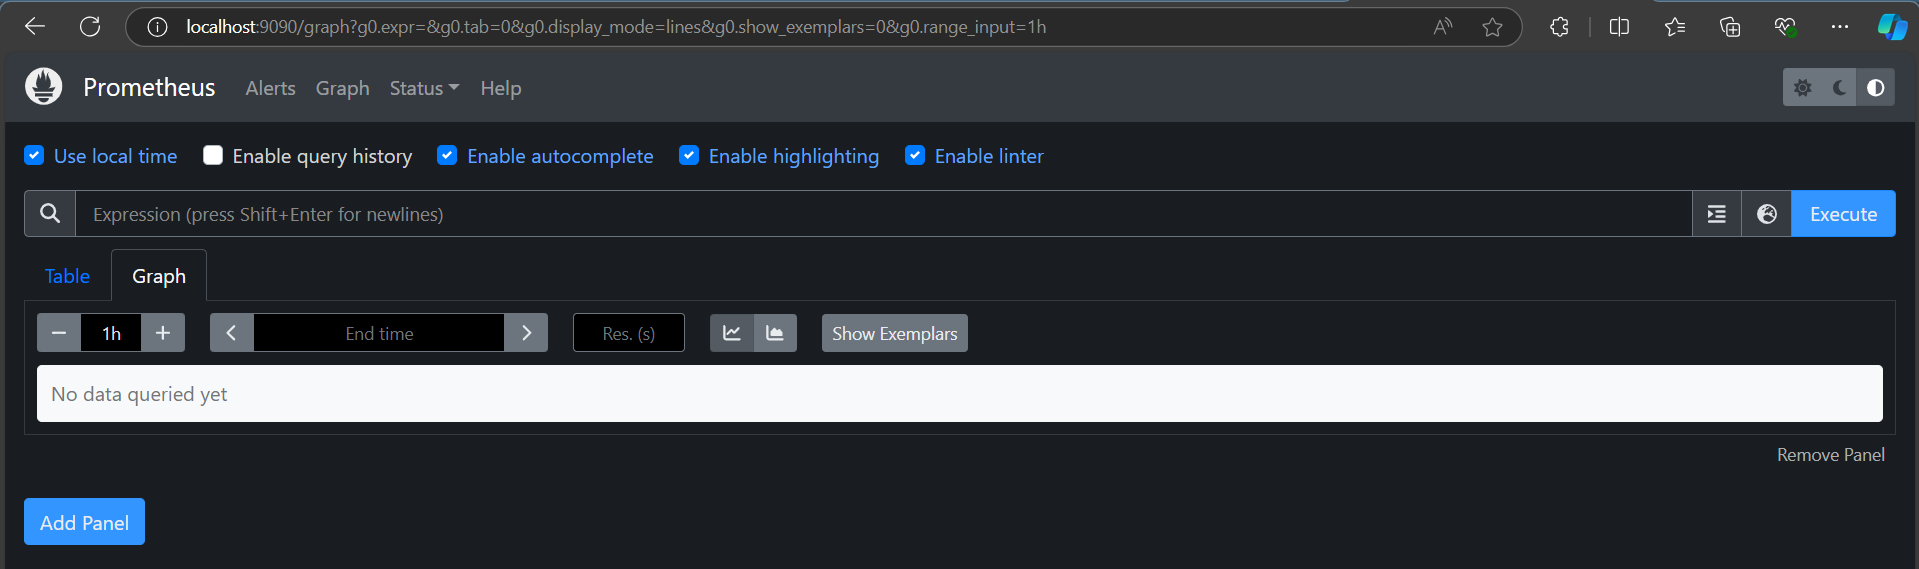 localhost:9090/graph?g0.expr=&g0.tab=0&g0.display_mode=lines&g0.show_exemplars=0&g0.range_input=1h
Prometheus Alerts Graph Status Help
Use local time Enable query history Enable autocomplete Enable highlighting Enable linter
Expression (press Shift+Enter for newlines) Execute
Table Graph
1h End time Res. (s) Show Exemplars
No data queried yet
Remove Panel
Add Panel